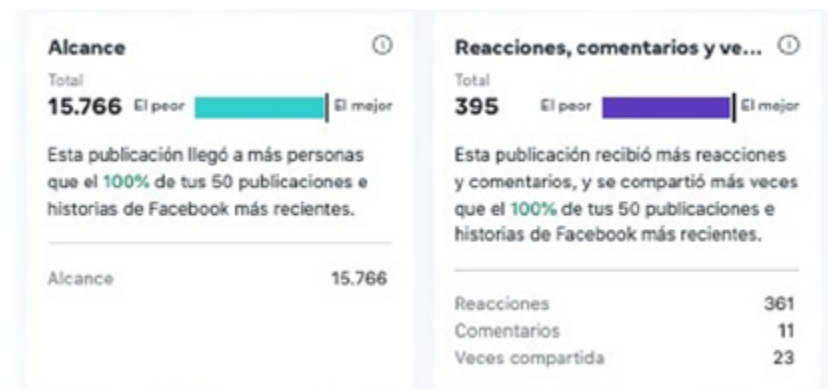 Alcance
Total
15.766 El peor El mejor
Esta publicación llegó a más personas
que el 100% de tus 50 publicaciones e
historias de Facebook más recientes.
Alcance 15.766
Reacciones, comentarios y ve...
Total
395 El peor El mejor
Esta publicación recibió más reacciones
y comentarios, y se compartió más veces
que el 100% de tus 50 publicaciones e
historias de Facebook más recientes.
Reacciones 361
Comentarios 11
Veces compartida 23